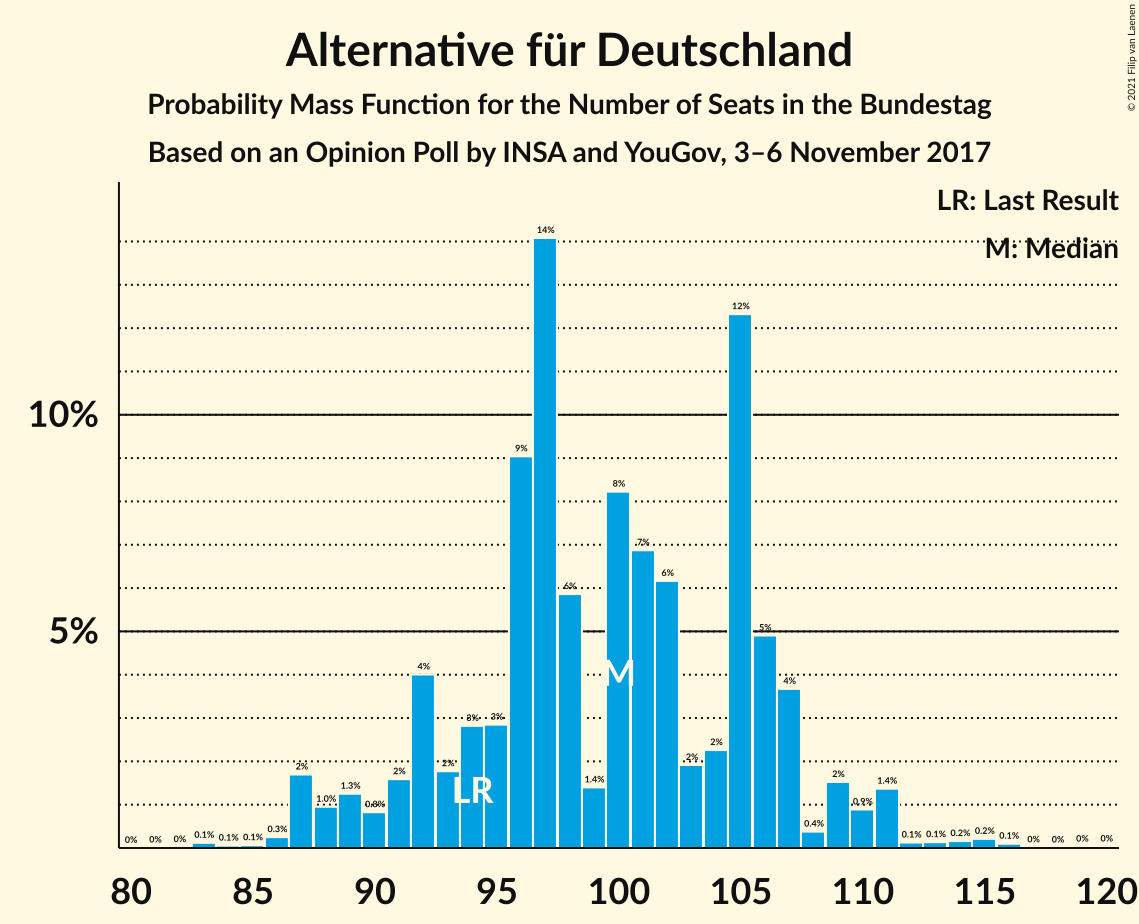 Alternative für Deutschland
Probability Mass Function for the Number of Seats in the Bundestag
Based on an Opinion Poll by INSA and YouGov, 3–6 November 2017
© 2021 Filip van Laenen
LR: Last Result
M: Median
10%
5%
0% 0% 0% 0.1% 0.1% 0.1% 0.3% 2% 1.0% 1.3% 0.8% 2% 4% 2% 3% 3% 9% 14% 6% 1.4% 8% 7% 6% 2% 2% 12% 5% 4% 0.4% 2% 0.9% 1.4% 0.1% 0.1% 0.2% 0.2% 0.1% 0% 0% 0% 0%
M
LR
80 85 90 95 100 105 110 115 120